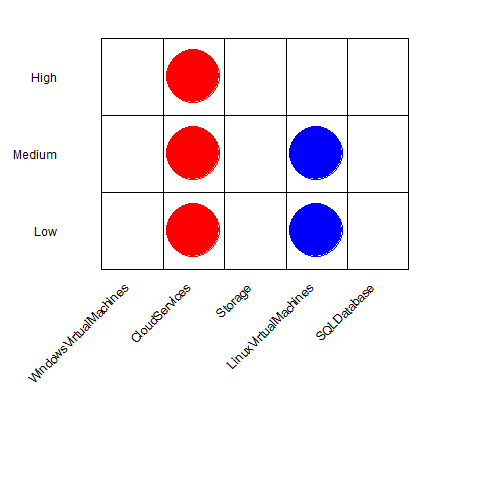 High
Medium
Low
WindowsVirtualMachines
CloudServices
Storage
LinuxVirtualMachines
SQLDatabase